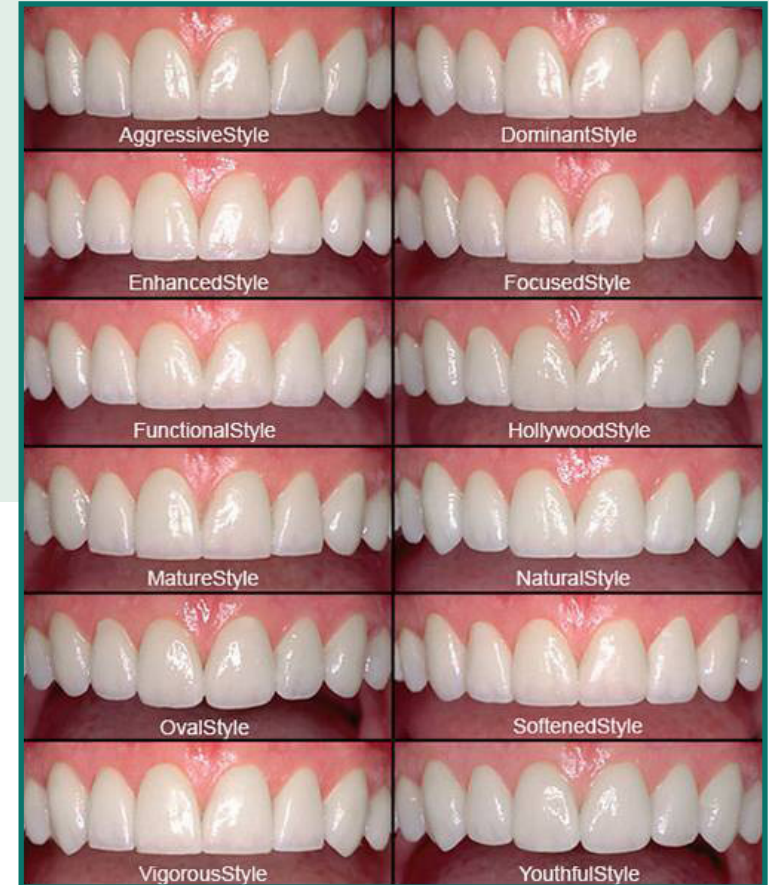 AggressiveStyle
DominantStyle
EnhancedStyle
FocusedStyle
FunctionalStyle
HollywoodStyle
MatureStyle
NaturalStyle
OvalStyle
SoftenedStyle
VigorousStyle
YouthfulStyle